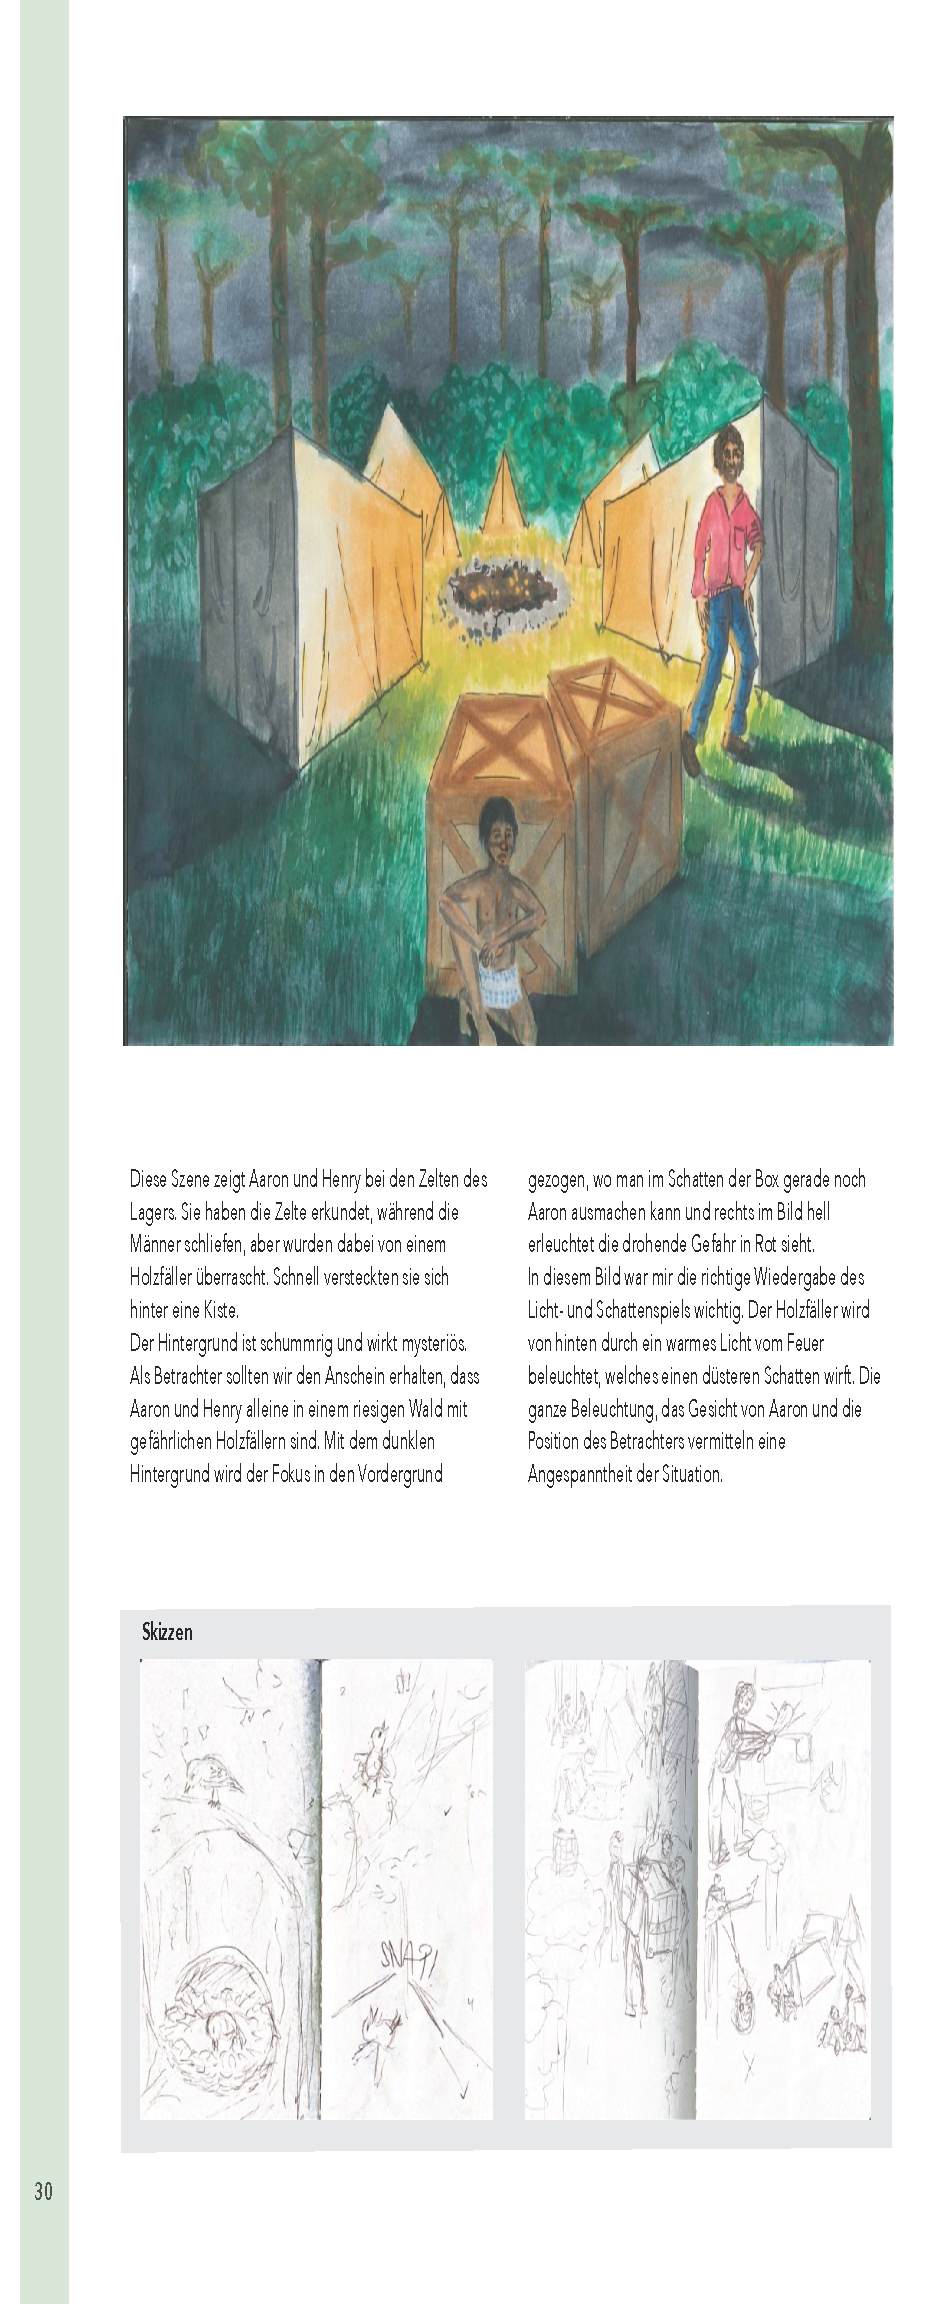 Diese Szene zeigt Aaron und Henry bei den Zelten des
Lagers. Sie haben die Zelte erkundet, während die
Männer schliefen, aber wurden dabei von einem
Holzfäller überrascht. Schnell versteckten sie sich
hinter eine Kiste.
Der Hintergrund ist schummrig und wirkt mysteriös.
Als Betrachter sollten wir den Anschein erhalten, dass
Aaron und Henry alleine in einem riesigen Wald mit
gefährlichen Holzfällern sind. Mit dem dunklen
Hintergrund wird der Fokus in den Vordergrund
gezogen, wo man im Schatten der Box gerade noch
Aaron ausmachen kann und rechts im Bild hell
erleuchtet die drohende Gefahr in Rot sieht.
In diesem Bild war mir die richtige Wiedergabe des
Licht- und Schattenspiels wichtig. Der Holzfäller wird
von hinten durch ein warmes Licht vom Feuer
beleuchtet, welches einen düsteren Schatten wirft. Die
ganze Beleuchtung, das Gesicht von Aaron und die
Position des Betrachters vermitteln eine
Angespanntheit der Situation.
Skizzen
2
SNAP!
4
30